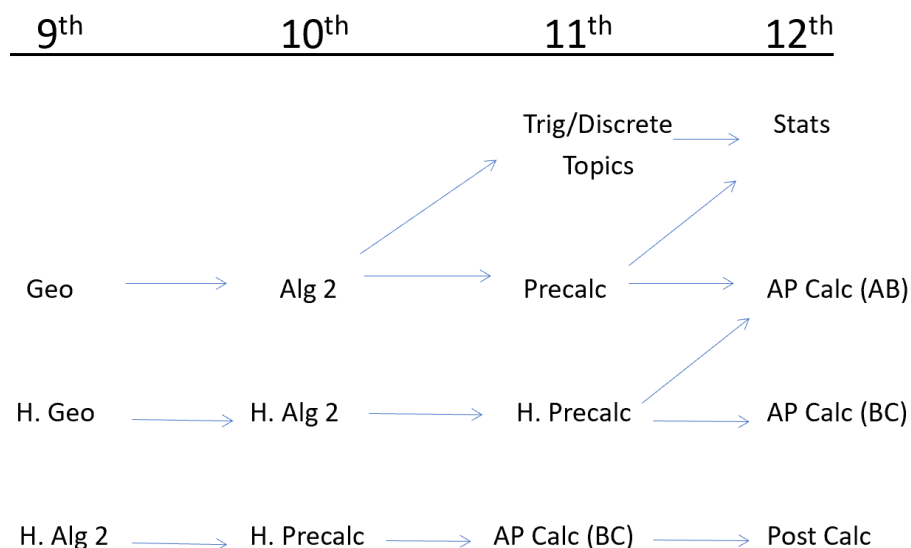 9th 10th 11th 12th
Trig/Discrete Topics Stats
Geo Alg 2 Precalc AP Calc (AB)
H. Geo H. Alg 2 H. Precalc AP Calc (BC)
H. Alg 2 H. Precalc AP Calc (BC) Post Calc